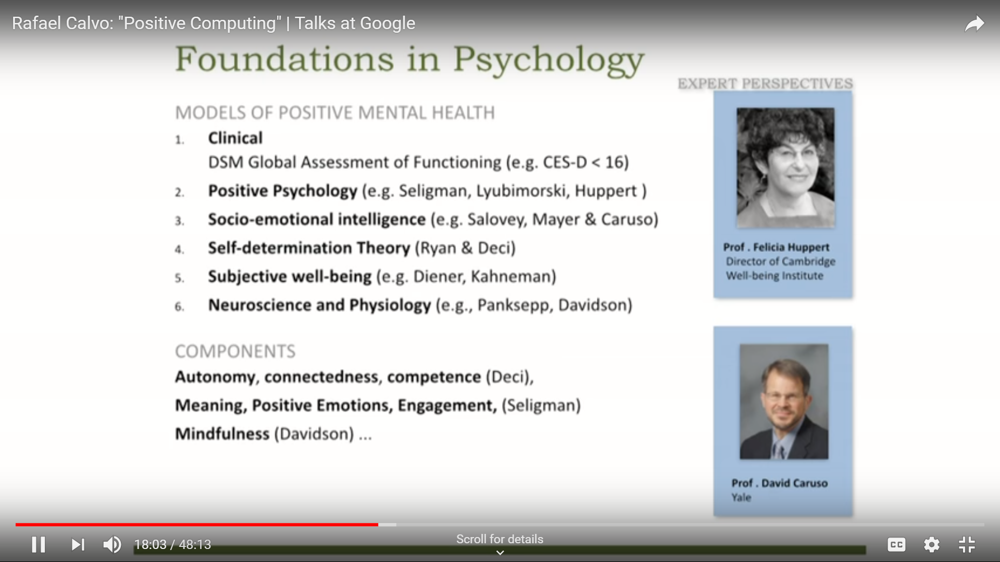 Rafael Calvo: "Positive Computing" | Talks at Google
Foundations in Psychology
MODELS OF POSITIVE MENTAL HEALTH
1. Clinical
DSM Global Assessment of Functioning (e.g. CES-D < 16)
2. Positive Psychology (e.g. Seligman, Lyubimorski, Huppert )
3. Socio-emotional intelligence (e.g. Salovey, Mayer & Caruso)
4. Self-determination Theory (Ryan & Deci)
5. Subjective well-being (e.g. Diener, Kahneman)
6. Neuroscience and Physiology (e.g., Panksepp, Davidson)
COMPONENTS
Autonomy, connectedness, competence (Deci),
Meaning, Positive Emotions, Engagement, (Seligman)
Mindfulness (Davidson) ...
EXPERT PERSPECTIVES
Prof . Felicia Huppert
Director of Cambridge
Well-being Institute
Prof . David Caruso
Yale
18:03 / 48:13
Scroll for details
CC